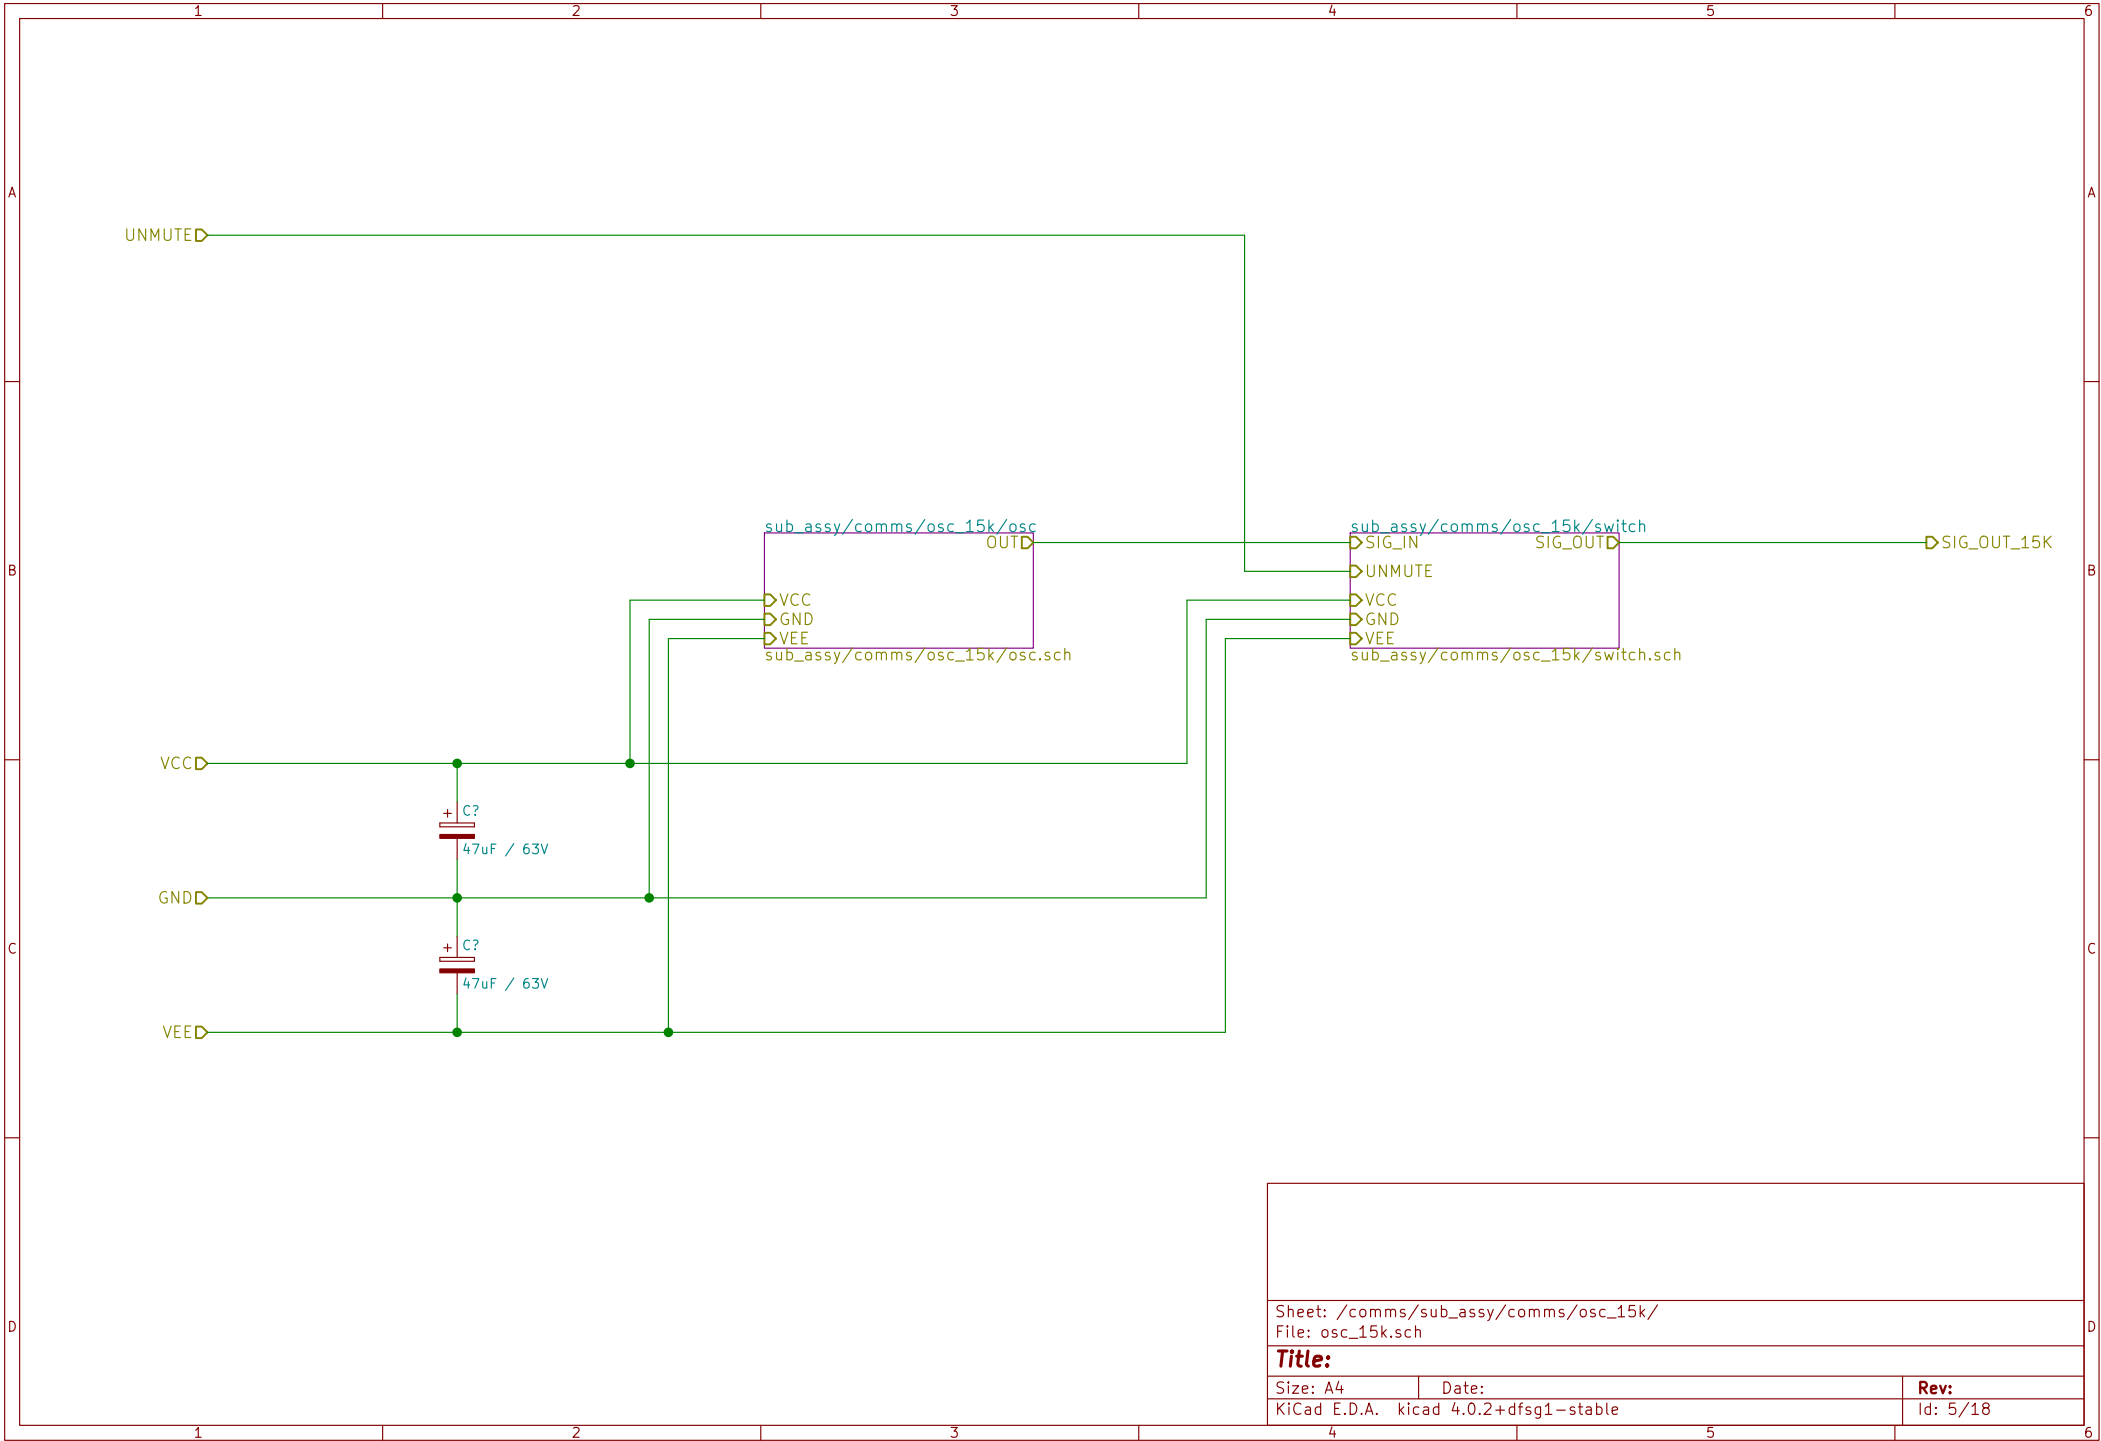 1 2 3 4 5 6
A A
UNMUTE
sub_assy/comms/osc_15k/osc sub_assy/comms/osc_15k/switch
OUT SIG_IN SIG_OUT SIG_OUT_15K
B UNMUTE B
VCC VCC
GND GND
VEE VEE
sub_assy/comms/osc_15k/osc.sch sub_assy/comms/osc_15k/switch.sch
VCC
+ C?
47uF / 63V
GND
+ C?
C C
47uF / 63V
VEE
Sheet: /comms/sub_assy/comms/osc_15k/
D D
File: osc_15k.sch
Title:
Size: A4 Date: Rev:
KiCad E.D.A. kicad 4.0.2+dfsg1-stable Id: 5/18
1 2 3 4 5 6